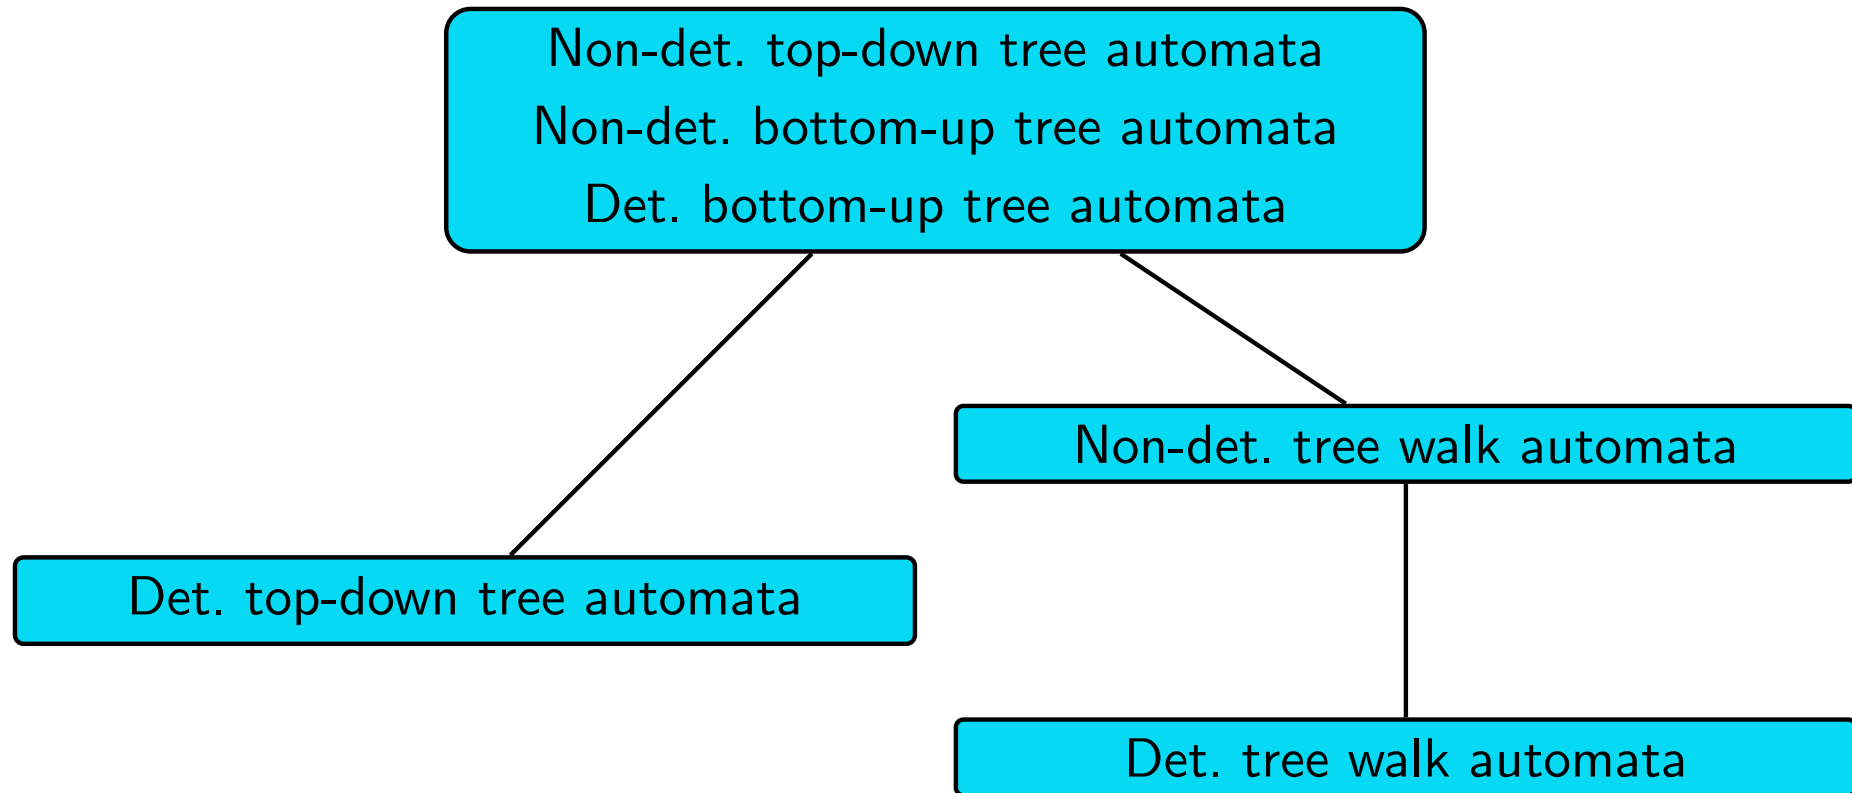 Non-det. top-down tree automata
Non-det. bottom-up tree automata
Det. bottom-up tree automata
Non-det. tree walk automata
Det. top-down tree automata
Det. tree walk automata